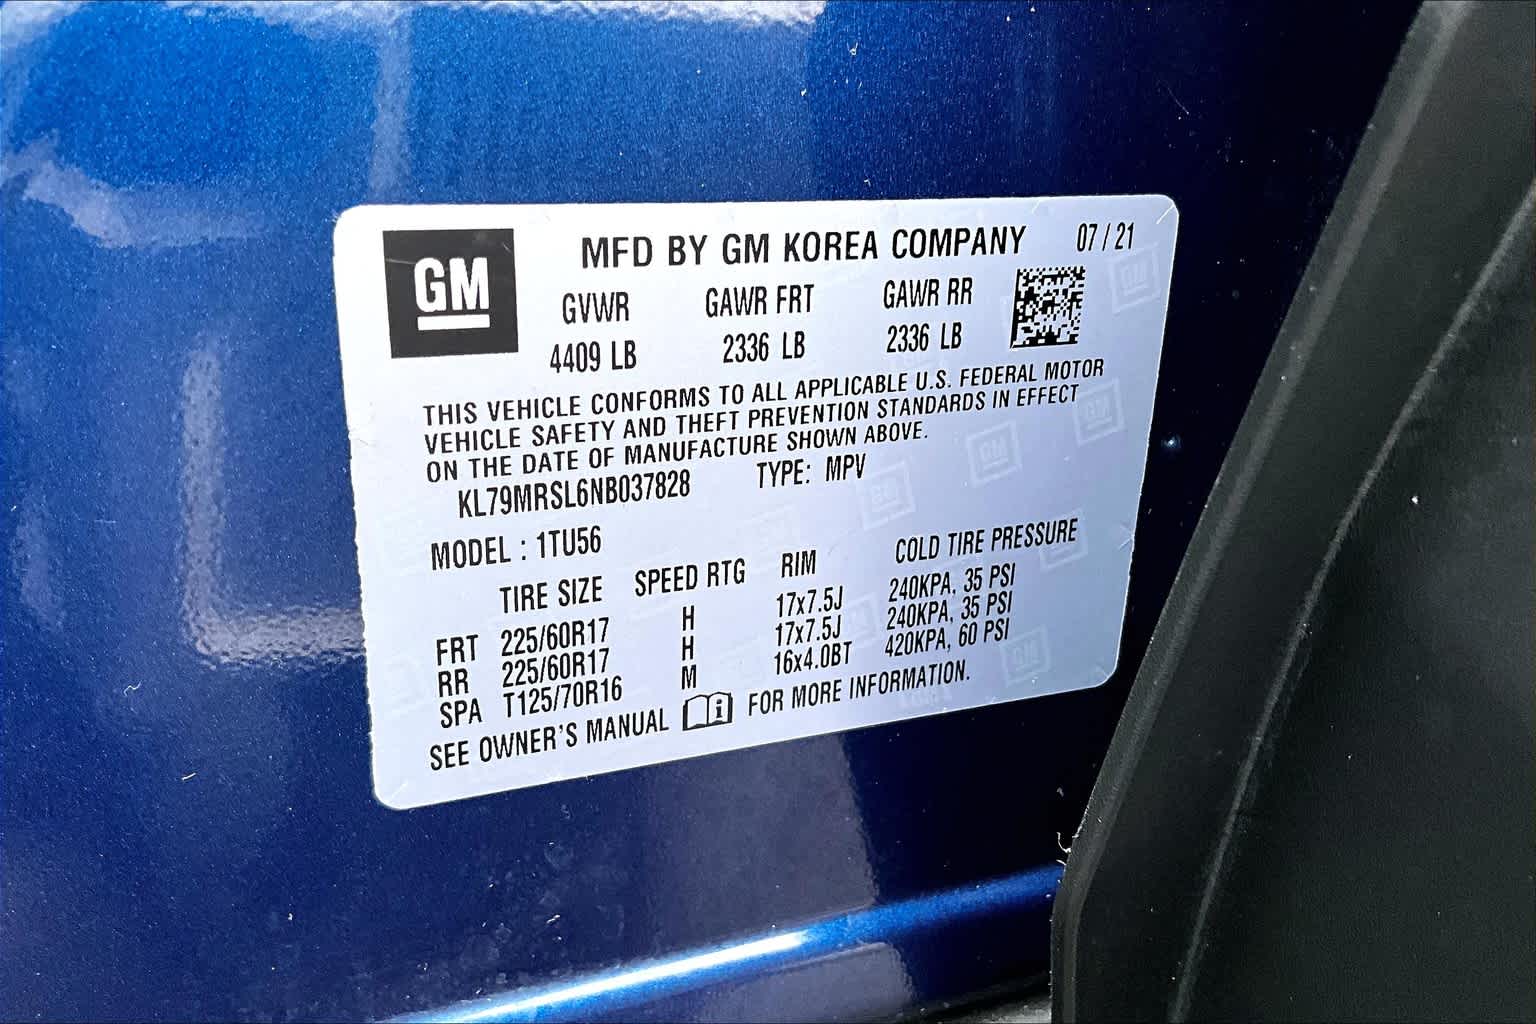 GM
MFD BY GM KOREA COMPANY 07 / 21
GVWR GAWR FRT GAWR RR
4409 LB 2336 LB 2336 LB
THIS VEHICLE CONFORMS TO ALL APPLICABLE U.S. FEDERAL MOTOR
VEHICLE SAFETY AND THEFT PREVENTION STANDARDS IN EFFECT
ON THE DATE OF MANUFACTURE SHOWN ABOVE.
KL79MRSL6NB037828 TYPE: MPV
MODEL : 1TU56
TIRE SIZE SPEED RTG RIM COLD TIRE PRESSURE
FRT 225/60R17 H 17x7.5J 240KPA, 35 PSI
RR 225/60R17 H 17x7.5J 240KPA, 35 PSI
SPA T125/70R16 M 16x4.0BT 420KPA, 60 PSI
SEE OWNER'S MANUAL FOR MORE INFORMATION.